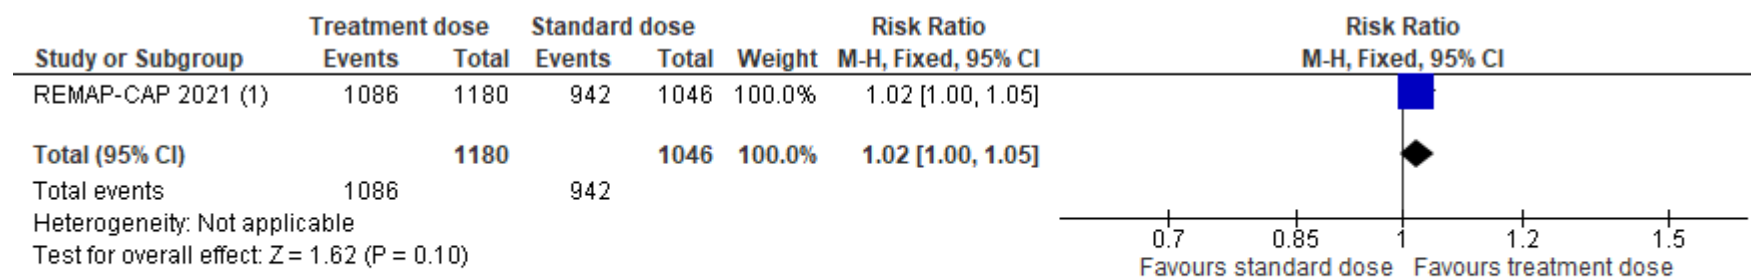 Treatment dose Standard dose Risk Ratio Risk Ratio
Study or Subgroup Events Total Events Total Weight M-H, Fixed, 95% CI M-H, Fixed, 95% CI
REMAP-CAP 2021 (1) 1086 1180 942 1046 100.0% 1.02 [1.00, 1.05]
Total (95% CI) 1180 1046 100.0% 1.02 [1.00, 1.05]
Total events 1086 942
Heterogeneity: Not applicable
Test for overall effect: Z = 1.62 (P = 0.10)
0.7 0.85 1 1.2 1.5
Favours standard dose Favours treatment dose